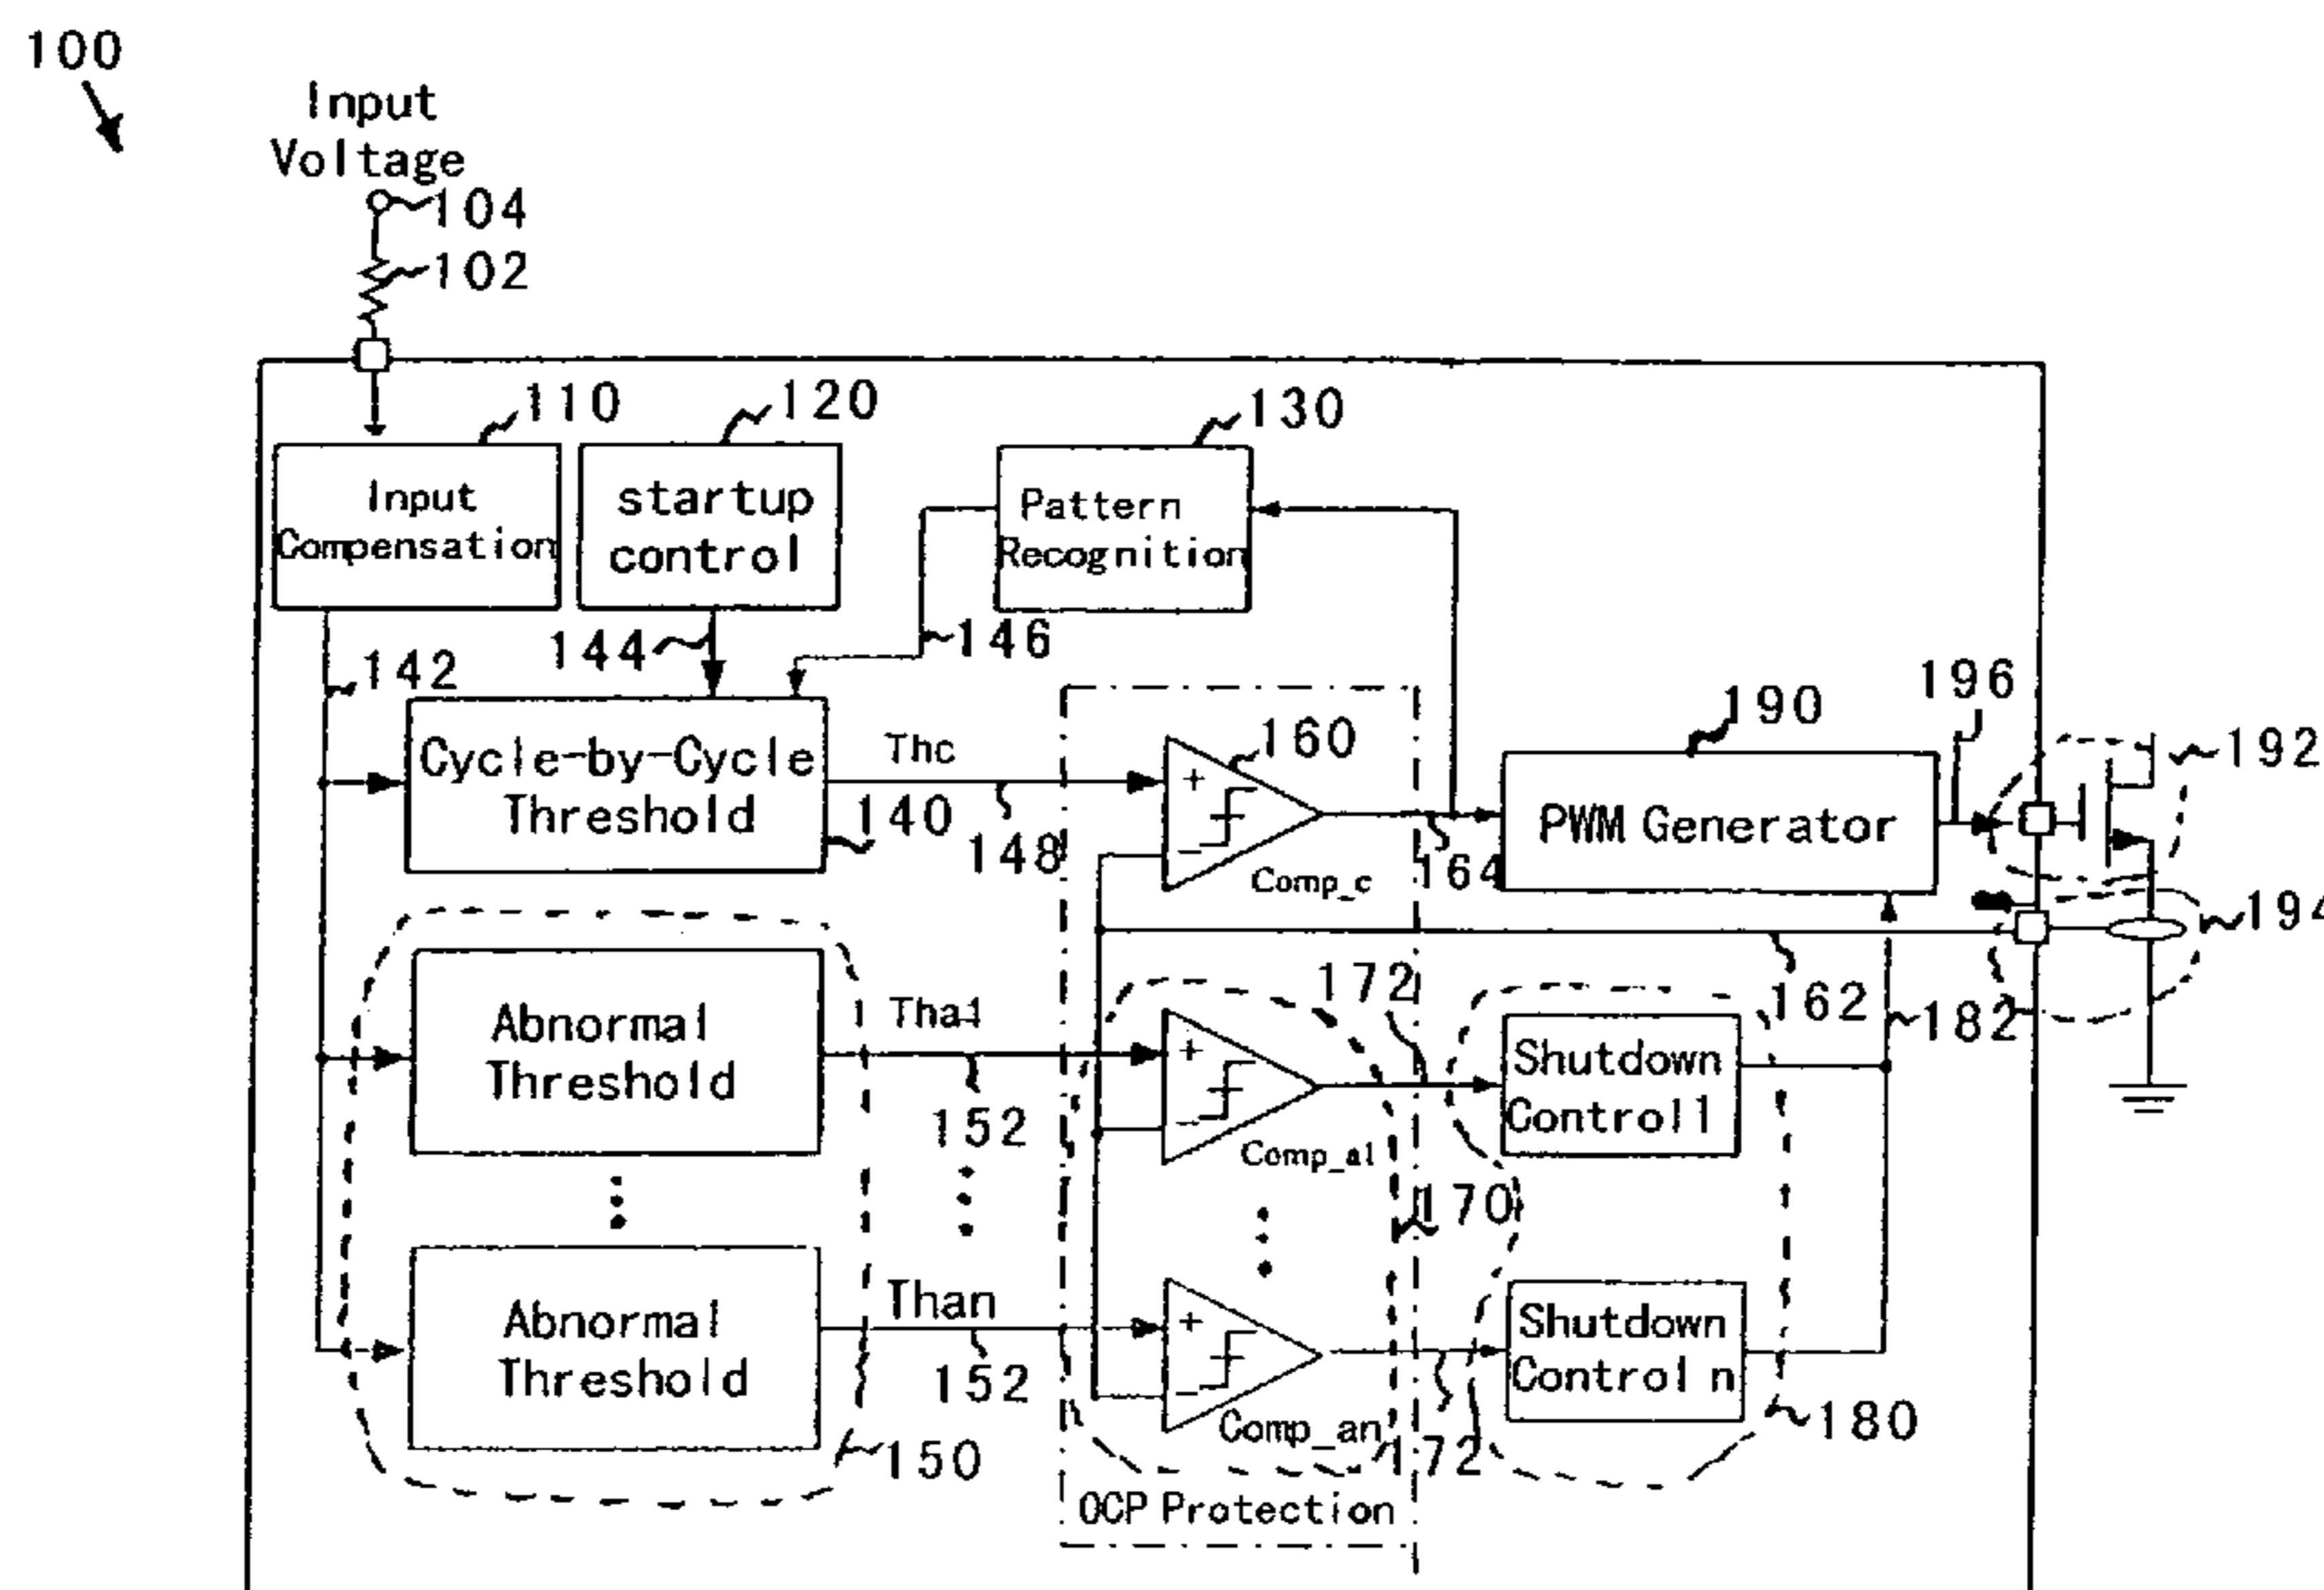 100
Input
Voltage
104
102
110
120
130
Input
Compensation
startup
control
Pattern
Recognition
144
146
142
196
190
192
Cycle-by-Cycle
Threshold
Thc
160
140
148
+
−
Comp_c
164
PWM Generator
194
172
162
182
Abnormal
Threshold
Tha1
152
+
−
Comp_a1
Shutdown
Control1
170
Abnormal
Threshold
Than
152
+
−
Comp_an
172
Shutdown
Control n
180
150
OCP Protection